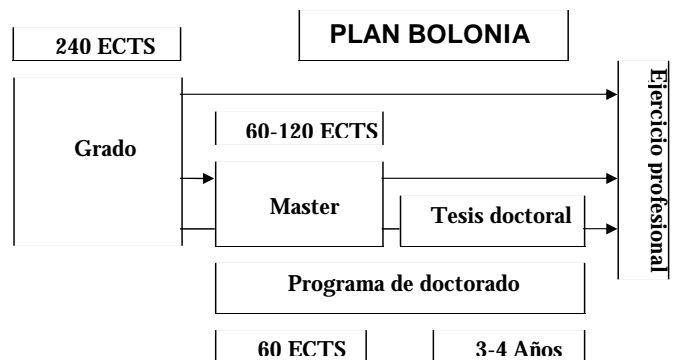 PLAN BOLONIA
240 ECTS
Ejercicio profesional
60-120 ECTS
Grado
Master
Tesis doctoral
Programa de doctorado
60 ECTS
3-4 Años